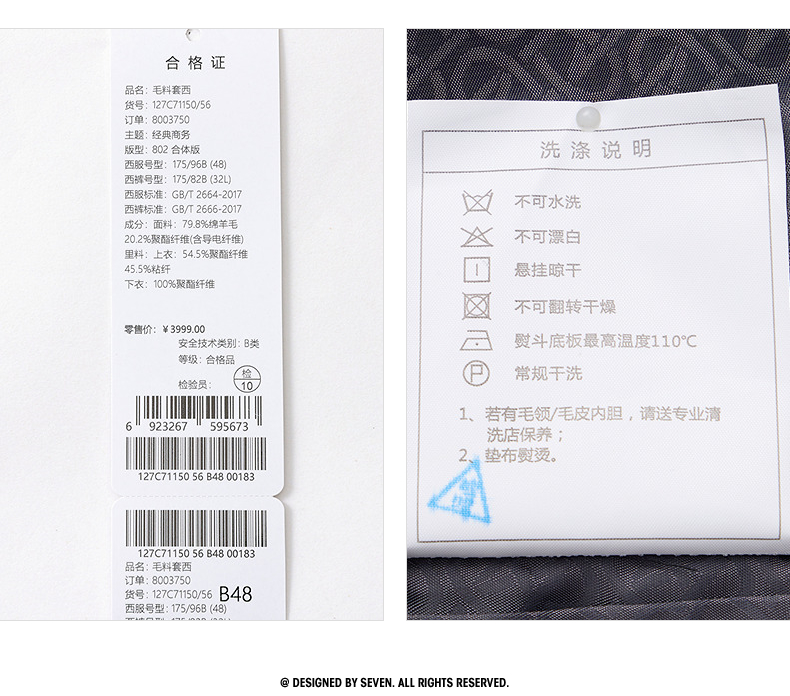 合格证
品名：毛料套西
货号：127C71150/56
订单：8003750
主题：经典商务
版型：802 合体版
西服号型：175/96B (48)
西裤号型：175/82B (32L)
西服标准：GB/T 2664-2017
西裤标准：GB/T 2666-2017
成分：面料：79.8%绵羊毛
20.2%聚酯纤维(含导电纤维)
里料：上衣：54.5%聚酯纤维
45.5%粘纤
下衣：100%聚酯纤维
零售价：¥3999.00
安全技术类别：B类
等级：合格品
检验员：
检
10
6 923267 595673
127C71150 56 B48 00183
127C71150 56 B48 00183
品名：毛料套西
订单：8003750
货号：127C71150/56 B48
西服号型：175/96B (48)
洗涤说明
不可水洗
不可漂白
悬挂晾干
不可翻转干燥
熨斗底板最高温度110℃
P 常规干洗
1、若有毛领/毛皮内胆，请送专业清
洗店保养；
2、垫布熨烫。
@ DESIGNED BY SEVEN. ALL RIGHTS RESERVED.